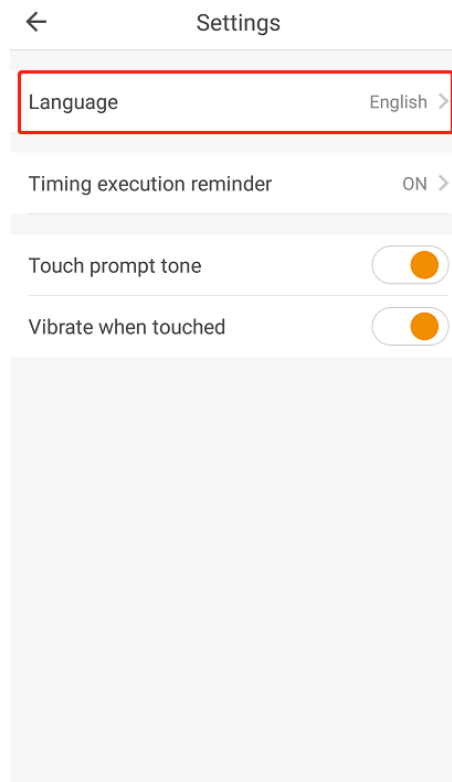 Settings
Language English
Timing execution reminder ON
Touch prompt tone
Vibrate when touched